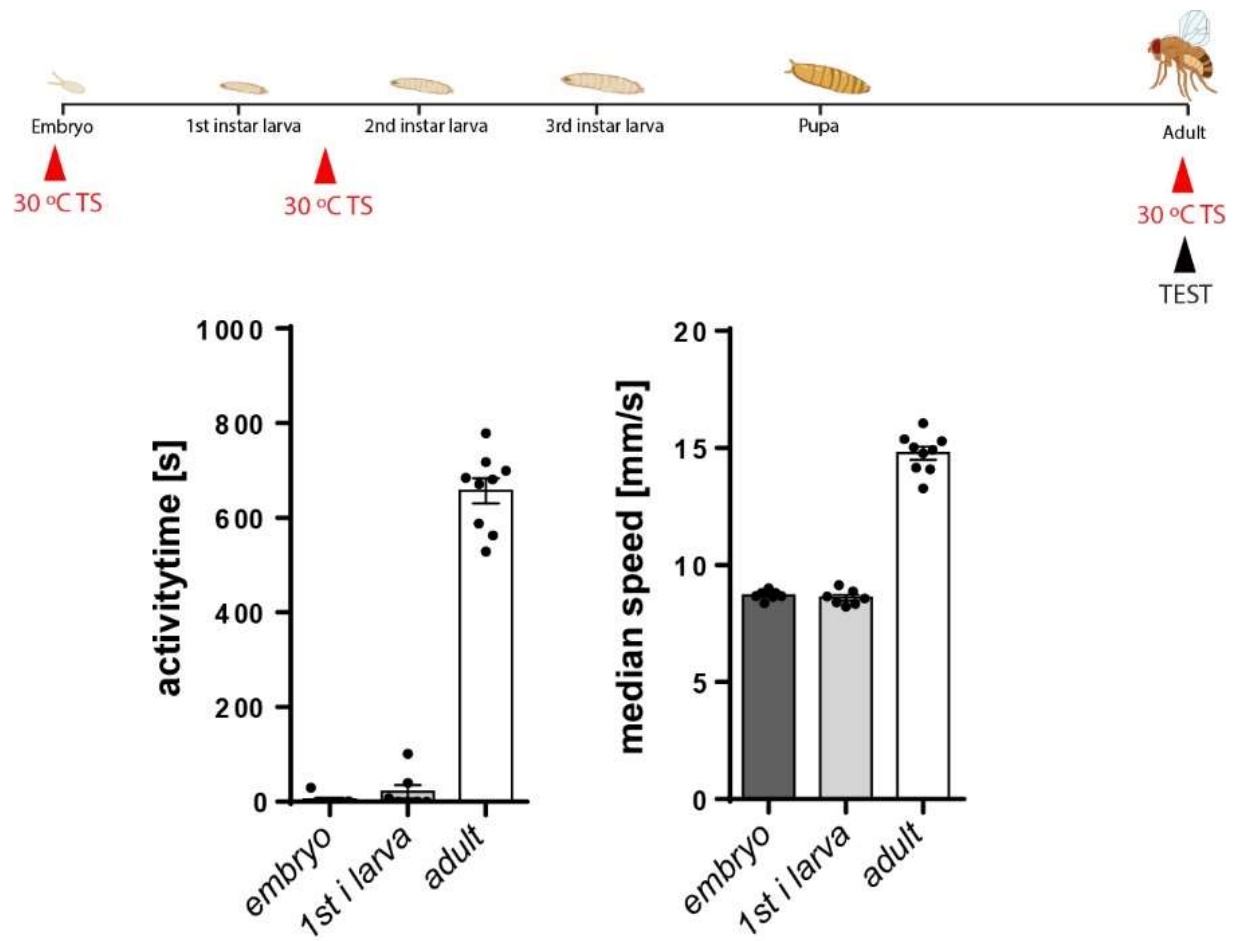 Embryo
1st instar larva
2nd instar larva
3rd instar larva
Pupa
Adult
30 ºC TS
30 ºC TS
30 ºC TS
TEST
activitytime [s]
1000
800
600
400
200
0
embryo
1st i larva
adult
median speed [mm/s]
20
15
10
5
0
embryo
1st i larva
adult